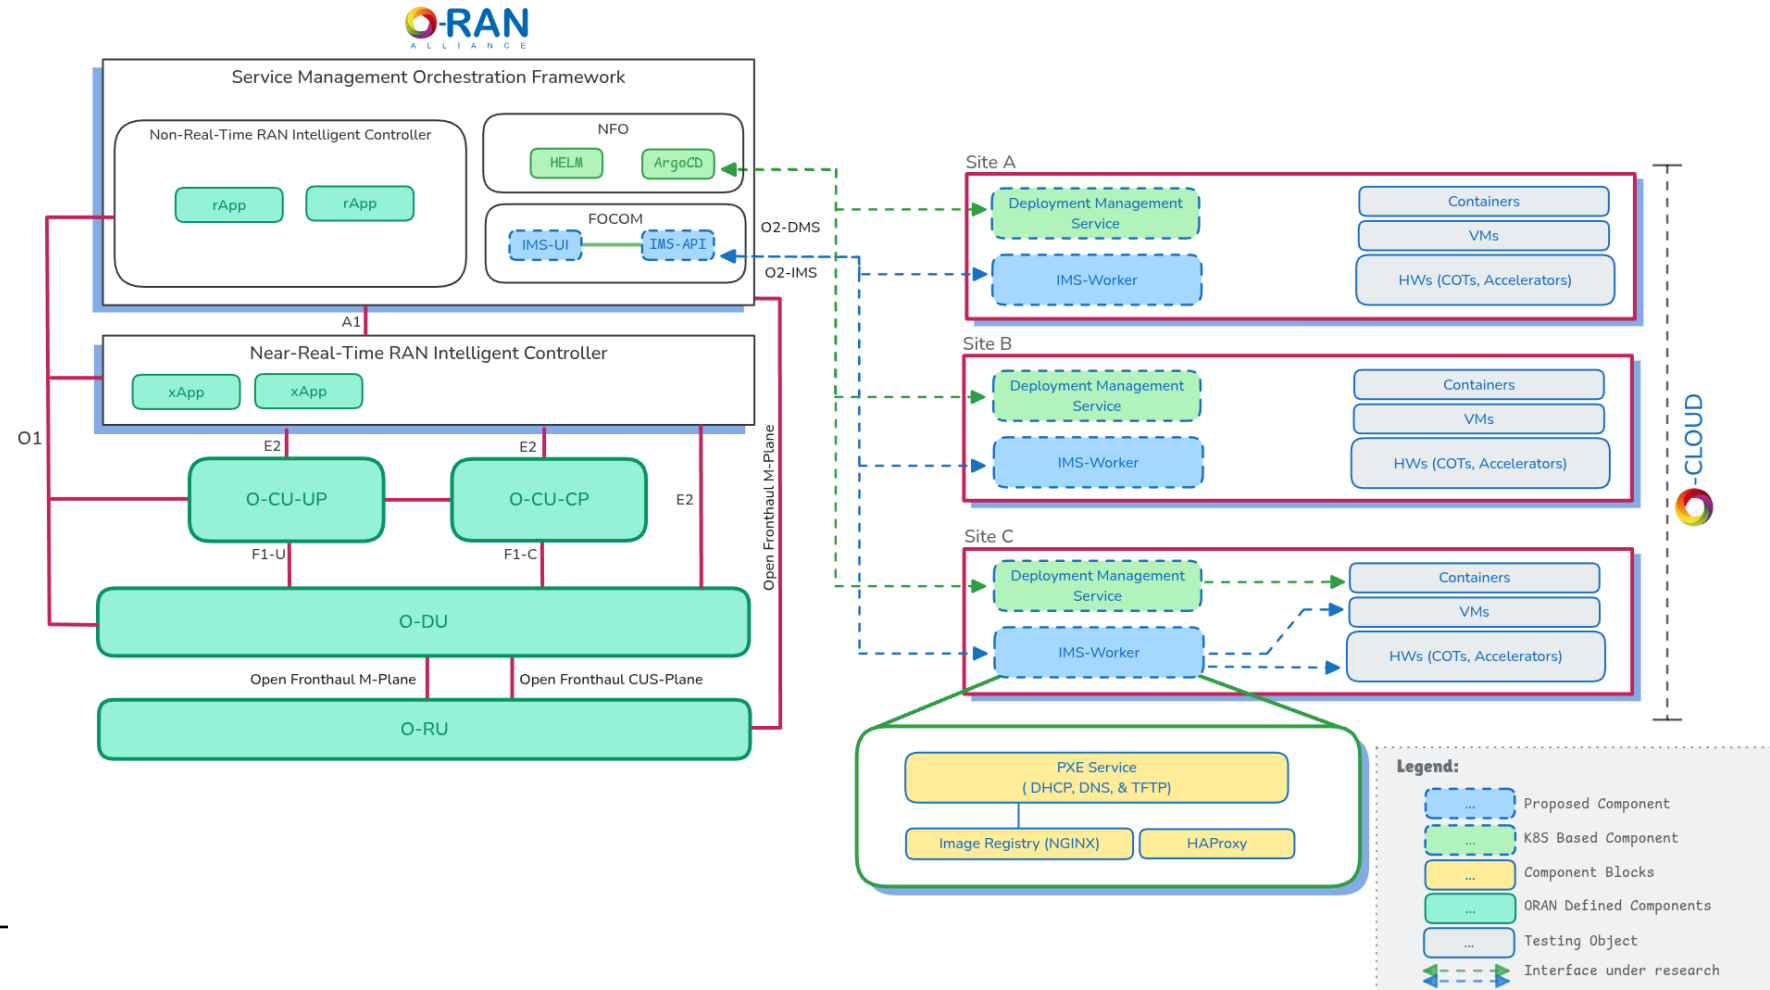 O-RAN
ALLIANCE
Service Management Orchestration Framework
Non-Real-Time RAN Intelligent Controller
rApp
rApp
NFO
HELM
ArgoCD
FOCOM
IMS-UI
IMS-API
O2-DMS
O2-IMS
A1
Near-Real-Time RAN Intelligent Controller
xApp
xApp
O1
E2
E2
E2
O-CU-UP
O-CU-CP
F1-U
F1-C
Open Fronthaul M-Plane
O-DU
Open Fronthaul M-Plane
Open Fronthaul CUS-Plane
O-RU
Site A
Deployment Management
Service
IMS-Worker
Containers
VMs
HWs (COTs, Accelerators)
Site B
Deployment Management
Service
IMS-Worker
Containers
VMs
HWs (COTs, Accelerators)
Site C
Deployment Management
Service
IMS-Worker
Containers
VMs
HWs (COTs, Accelerators)
O-CLOUD
PXE Service
( DHCP, DNS, & TFTP)
Image Registry (NGINX)
HAProxy
Legend:
... Proposed Component
... K8S Based Component
... Component Blocks
... ORAN Defined Components
... Testing Object
Interface under research